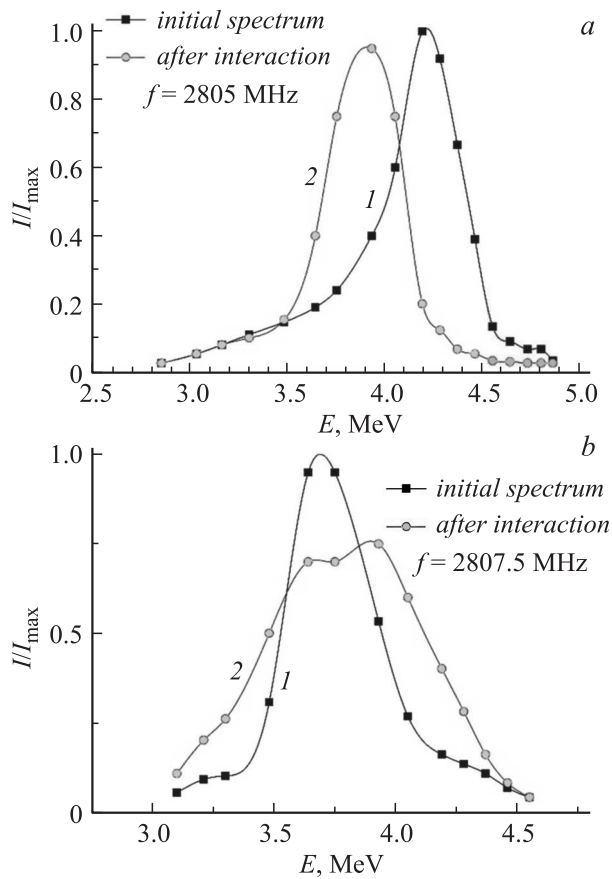 initial spectrum
after interaction
f = 2805 MHz
a
1.0
0.8
0.6
0.4
0.2
0
I/I_max
2
1
2.5 3.0 3.5 4.0 4.5 5.0
E, MeV
b
initial spectrum
after interaction
f = 2807.5 MHz
1.0
0.5
0
I/I_max
2
1
3.0 3.5 4.0 4.5
E, MeV